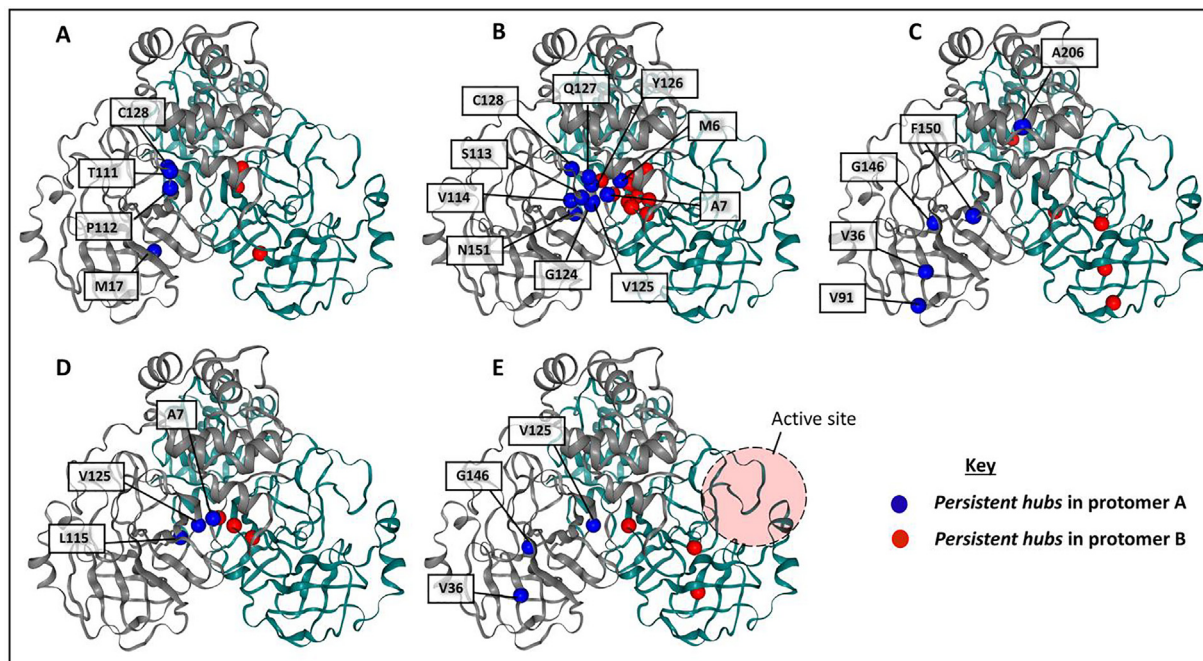 A
C128
T111
P112
M17
B
Q127
Y126
C128
M6
S113
V114
A7
N151
G124
V125
C
A206
F150
G146
V36
V91
D
A7
V125
L115
E
V125
G146
V36
Active site
Key
Persistent hubs in protomer A
Persistent hubs in protomer B